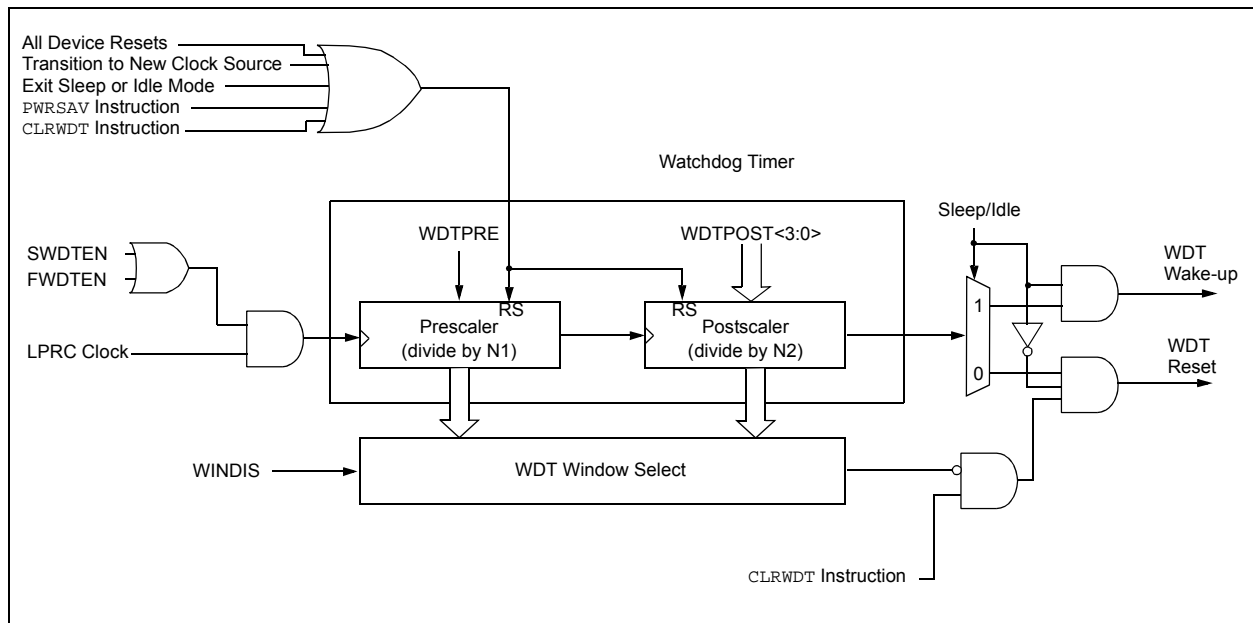 All Device Resets
Transition to New Clock Source
Exit Sleep or Idle Mode
PWRSAV Instruction
CLRWDT Instruction
Watchdog Timer
Sleep/Idle
SWDTEN
FWDTEN
WDTPRE
WDTPOST<3:0>
WDT
Wake-up
RS
RS
1
Prescaler
(divide by N1)
Postscaler
(divide by N2)
LPRC Clock
WDT
Reset
0
WINDIS
WDT Window Select
CLRWDT Instruction